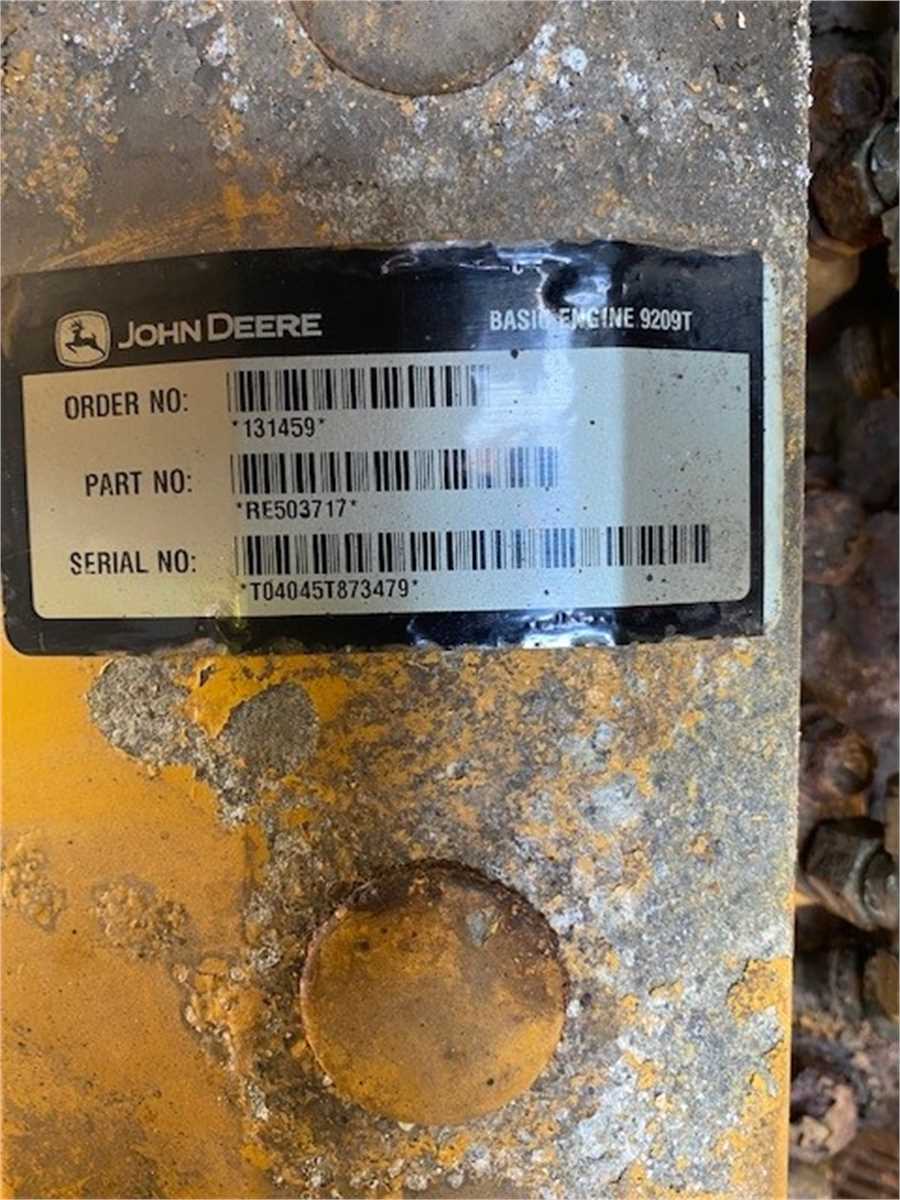 JOHN DEERE
BASIC ENGINE 9209T
ORDER NO:
*131459*
PART NO:
*RE503717*
SERIAL NO:
*T04045T873479*